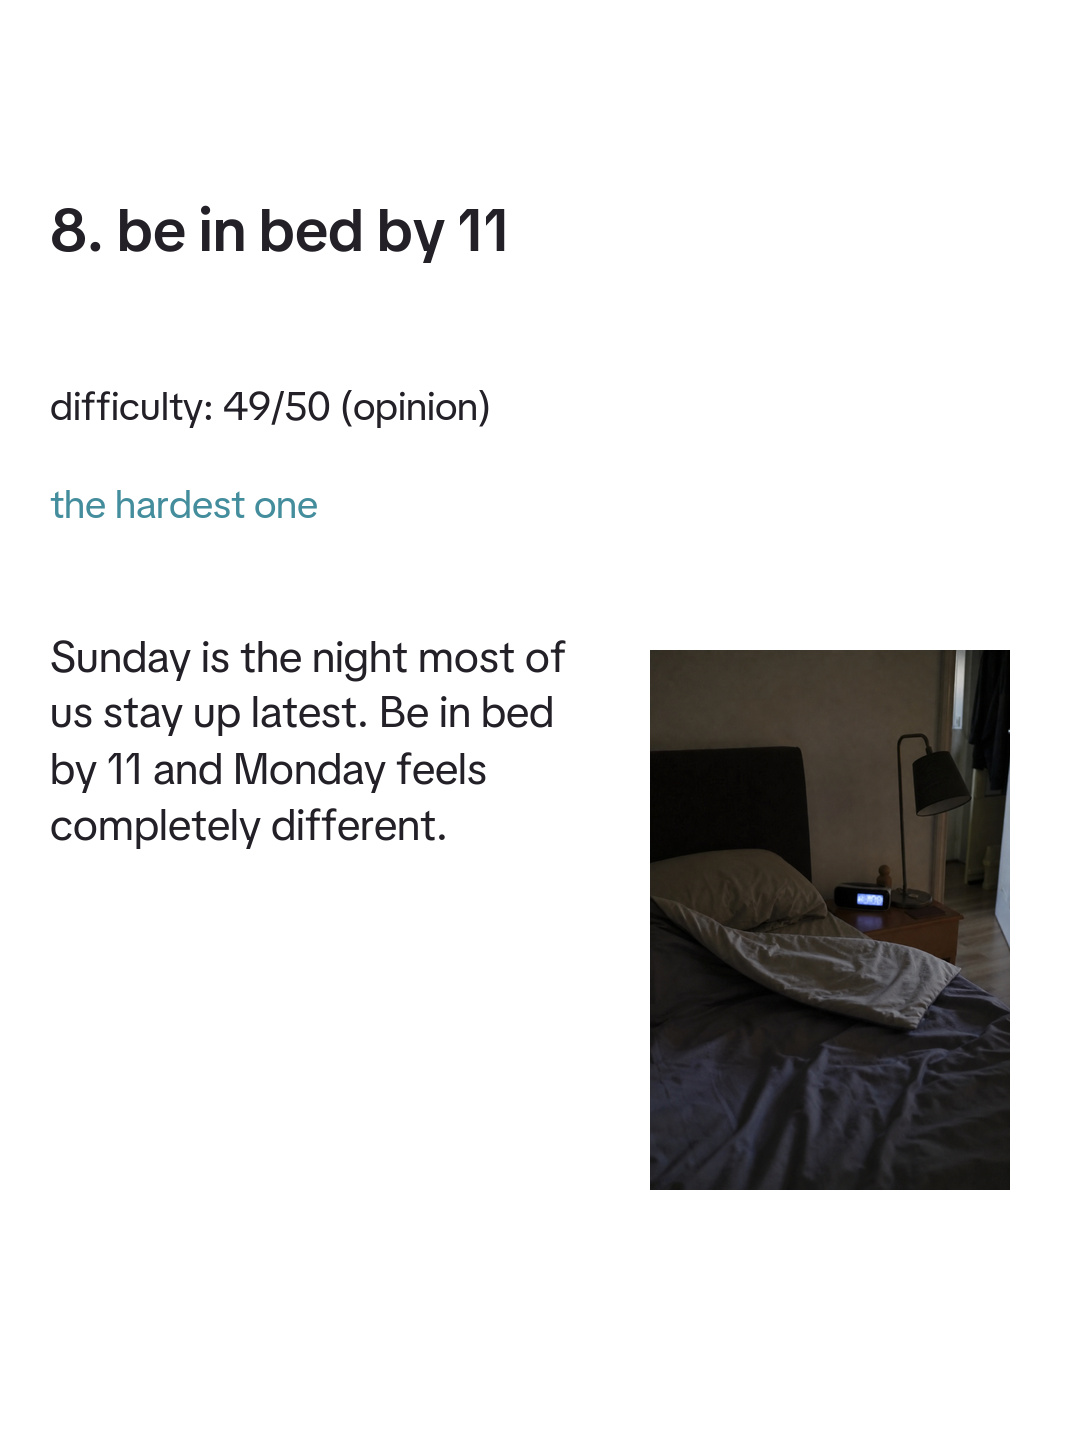 8. be in bed by 11
difficulty: 49/50 (opinion)
the hardest one
Sunday is the night most of
us stay up latest. Be in bed
by 11 and Monday feels
completely different.